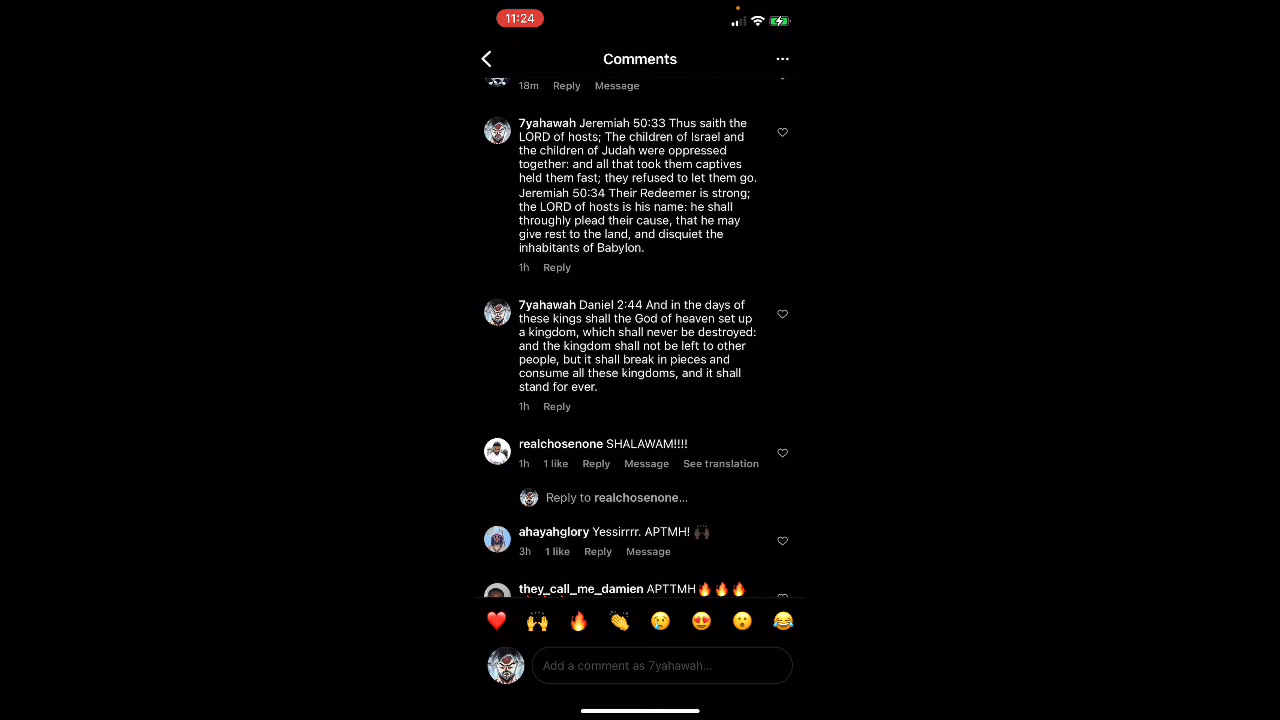 11:24
Comments
18m Reply Message
7yahawah Jeremiah 50:33 Thus saith the
LORD of hosts; The children of Israel and
the children of Judah were oppressed
together: and all that took them captives
held them fast; they refused to let them go.
Jeremiah 50:34 Their Redeemer is strong;
the LORD of hosts is his name: he shall
throughly plead their cause, that he may
give rest to the land, and disquiet the
inhabitants of Babylon.
1h Reply
7yahawah Daniel 2:44 And in the days of
these kings shall the God of heaven set up
a kingdom, which shall never be destroyed:
and the kingdom shall not be left to other
people, but it shall break in pieces and
consume all these kingdoms, and it shall
stand for ever.
1h Reply
realchosenone SHALAWAM!!!!
1h 1 like Reply Message See translation
Reply to realchosenone...
ahayahglory Yessirrrr. APTMH! 🙌🏿
3h 1 like Reply Message
they_call_me_damien APTTMH🔥🔥🔥
❤️ 🙌 🔥 👏 😢 😍 😮 😂
Add a comment as 7yahawah...